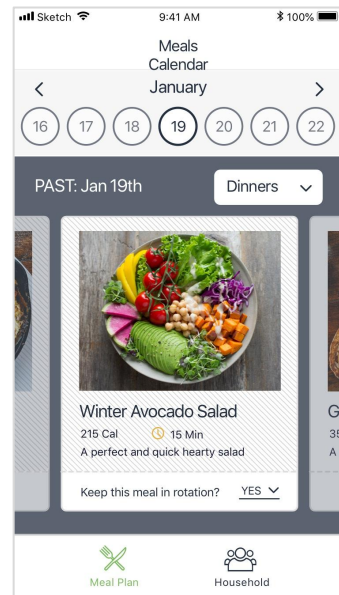 Sketch 9:41 AM 100%
Meals
Calendar
January
16 17 18 19 20 21 22
PAST: Jan 19th Dinners
Winter Avocado Salad G
215 Cal 15 Min 35
A perfect and quick hearty salad A
Keep this meal in rotation? YES
Meal Plan Household